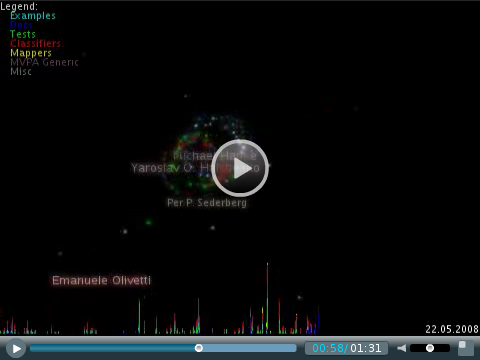 Legend:
Examples
Docs
Tests
Classifiers
Mappers
MVPA Generic
Misc
Michael Hanke
Yaroslav O. Halchenko
Per P. Sederberg
Emanuele Olivetti
22.05.2008
00:58/01:31